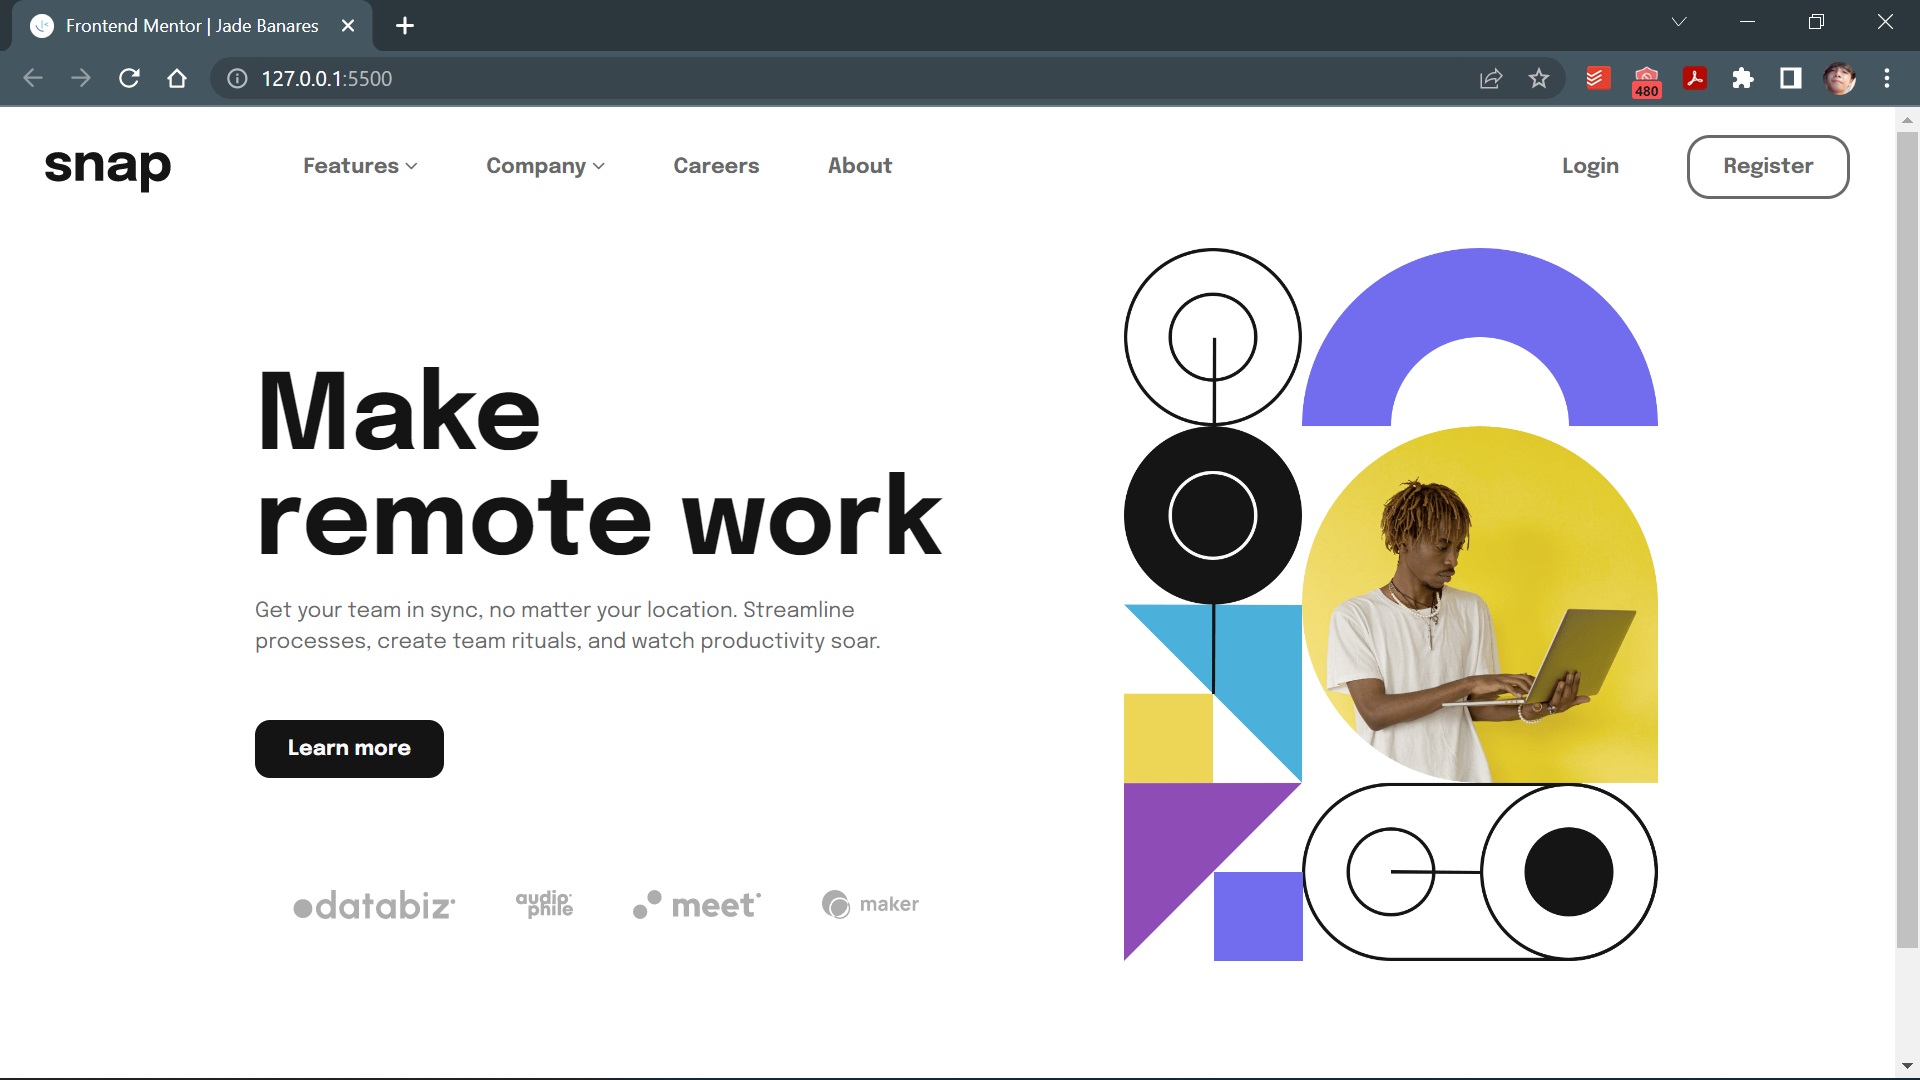 Frontend Mentor | Jade Banares
127.0.0.1:5500
480
snap
Features
Company
Careers
About
Login
Register
Make
remote work
Get your team in sync, no matter your location. Streamline
processes, create team rituals, and watch productivity soar.
Learn more
databiz
audio
phile
meet
maker